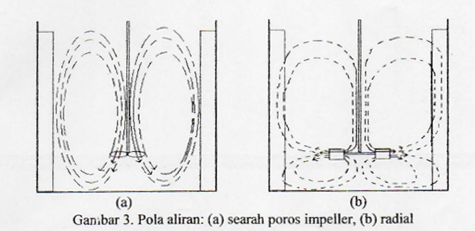 (a) (b)
Gambar 3. Pola aliran: (a) searah poros impeller, (b) radial